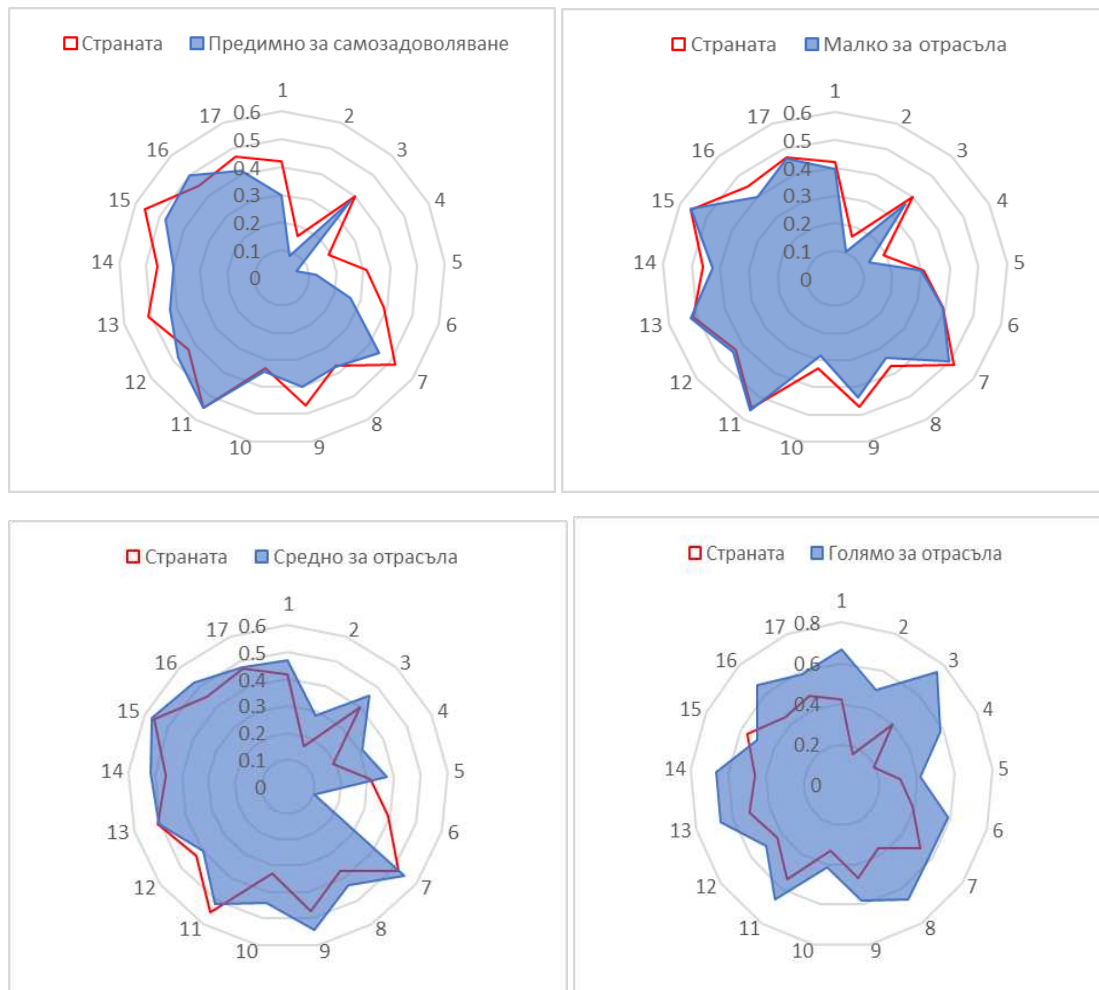 Страната Предимно за самозадоволяване
1
17 0.6 2
16 0.5 3
0.4
15 0.3 4
0.2
0.1
14 0 5
13 6
12 7
11 8
10 9
Страната Малко за отрасъла
1
17 0.6 2
16 0.5 3
0.4
15 0.3 4
0.2
0.1
14 0 5
13 6
12 7
11 8
10 9
Страната Средно за отрасъла
1
17 0.6 2
16 0.5 3
0.4
15 0.3 4
0.2
0.1
14 0 5
13 6
12 7
11 8
10 9
Страната Голямо за отрасъла
1
17 0.8 2
16 0.6 3
15 0.4 4
0.2
14 0 5
13 6
12 7
11 8
10 9